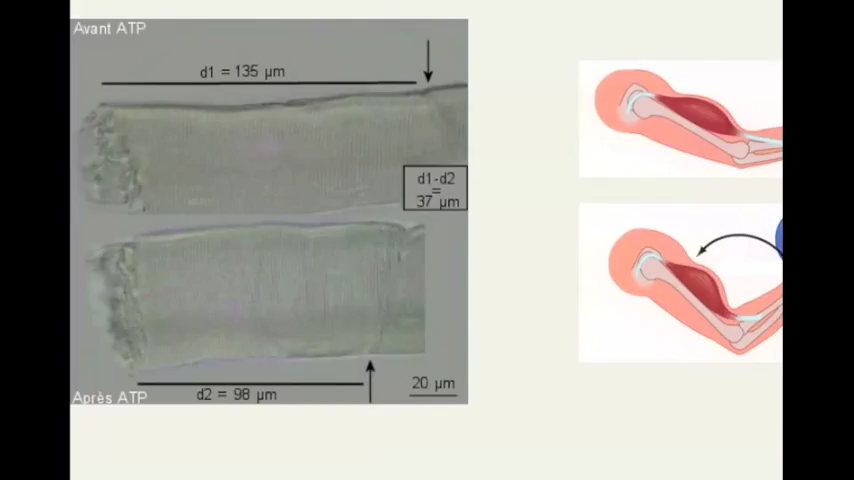 Avant ATP
d1 = 135 µm
d1-d2
=
37 µm
d2 = 98 µm
20 µm
Après ATP